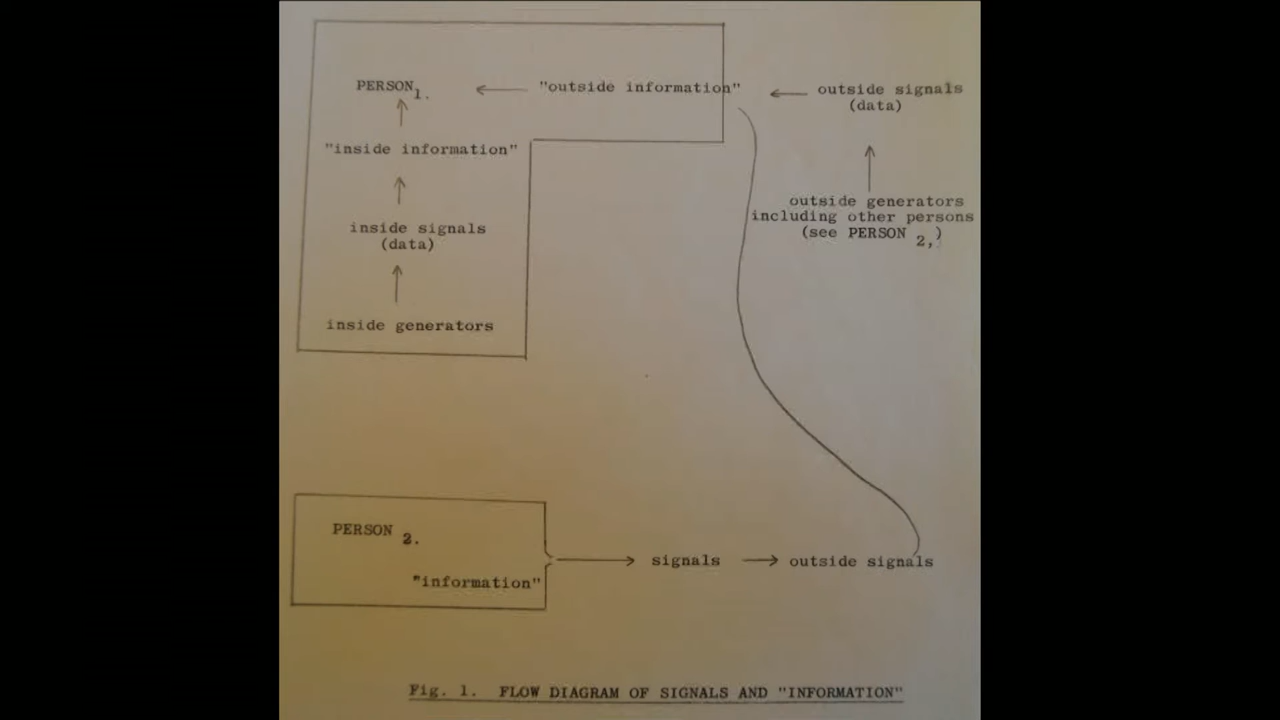 PERSON1.
"outside information"
outside signals
(data)
"inside information"
inside signals
(data)
inside generators
outside generators
including other persons
(see PERSON 2,)
PERSON 2.
"information"
signals
outside signals
Fig. 1. FLOW DIAGRAM OF SIGNALS AND "INFORMATION"